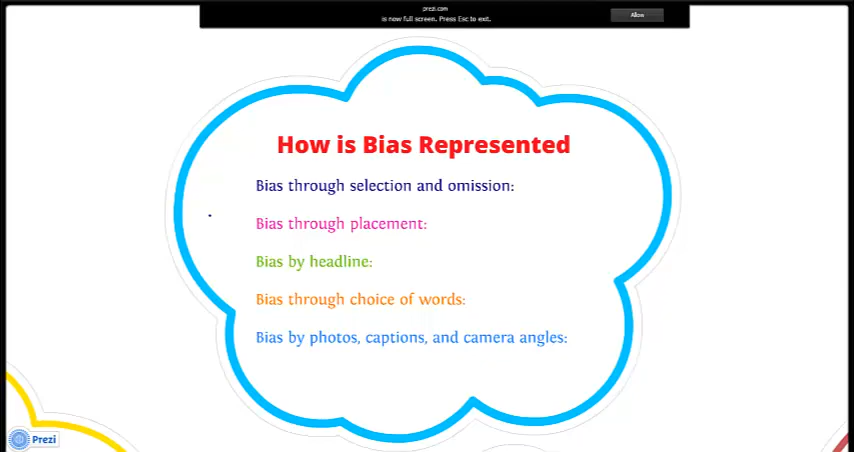 prezi.com
is now full screen. Press Esc to exit.
Allow
How is Bias Represented
Bias through selection and omission:
Bias through placement:
Bias by headline:
Bias through choice of words:
Bias by photos, captions, and camera angles:
Prezi